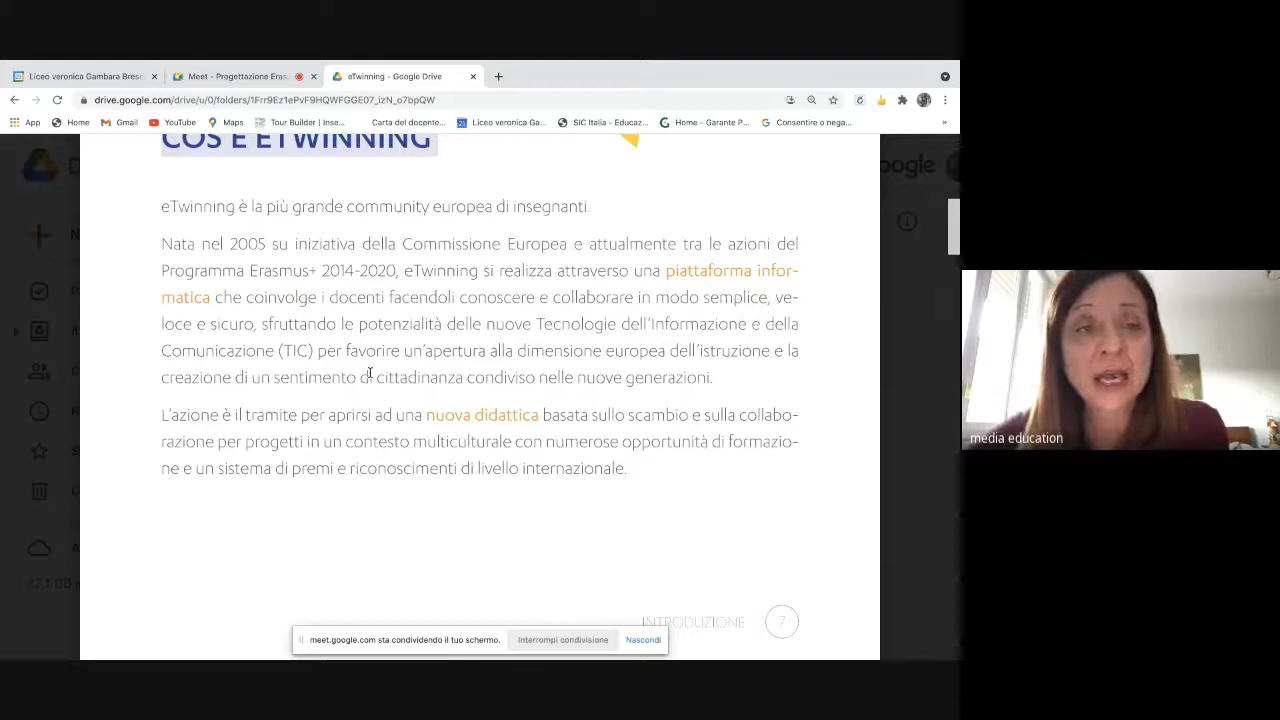 Liceo veronica Gambara Bresc
Meet - Progettazione Erasm
eTwinning - Google Drive
drive.google.com/drive/u/0/folders/1Frr9Ez1ePvF9HQWFGGE07_izN_o7bpQW
App
Home
Gmail
YouTube
Maps
Tour Builder | Inse...
Carta del docente...
Liceo veronica Ga...
SIC Italia - Educaz...
Home - Garante P...
Consentire o nega...
COS'È ETWINNING
eTwinning è la più grande community europea di insegnanti.
Nata nel 2005 su iniziativa della Commissione Europea e attualmente tra le azioni del
Programma Erasmus+ 2014-2020, eTwinning si realizza attraverso una piattaforma infor-
matica che coinvolge i docenti facendoli conoscere e collaborare in modo semplice, ve-
loce e sicuro, sfruttando le potenzialità delle nuove Tecnologie dell'Informazione e della
Comunicazione (TIC) per favorire un'apertura alla dimensione europea dell'istruzione e la
creazione di un sentimento di cittadinanza condiviso nelle nuove generazioni.
L'azione è il tramite per aprirsi ad una nuova didattica basata sullo scambio e sulla collabo-
razione per progetti in un contesto multiculturale con numerose opportunità di formazio-
ne e un sistema di premi e riconoscimenti di livello internazionale.
INTRODUZIONE 7
meet.google.com sta condividendo il tuo schermo.
Interrompi condivisione
Nascondi
media education